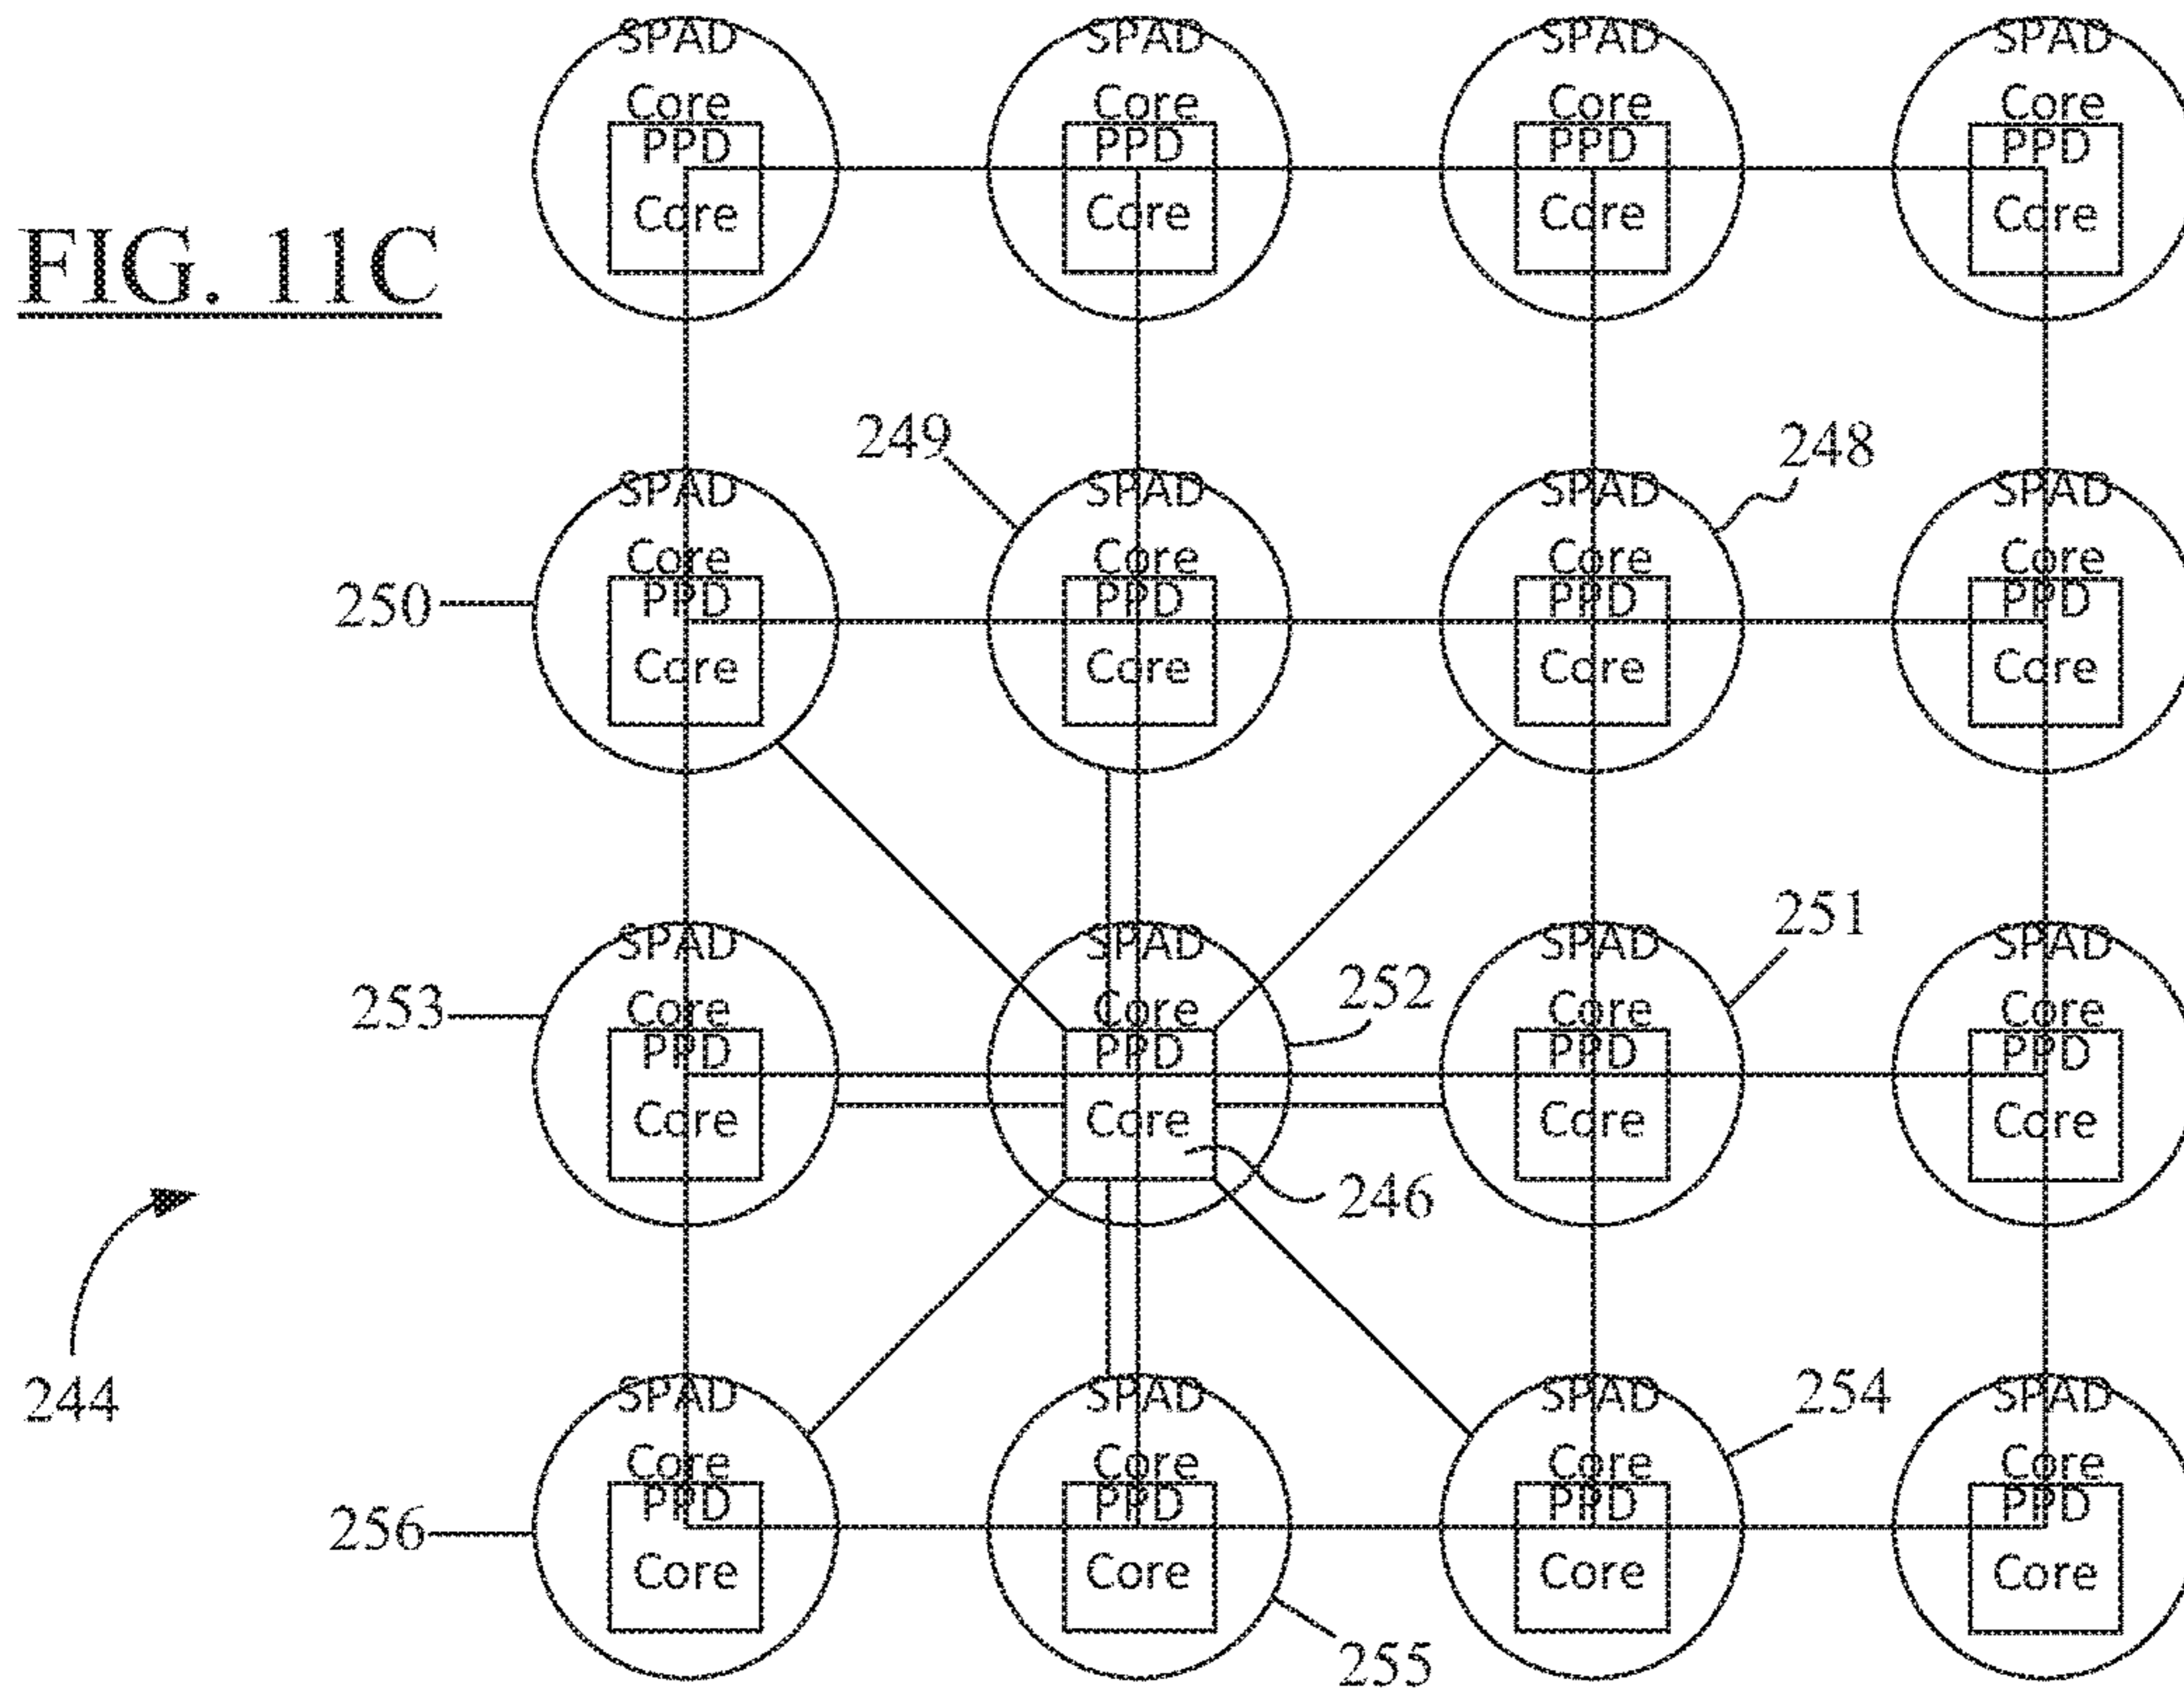 SPAD SPAD SPAD SPAD
Core Core Core Core
PPD PPD PPD PPD
Core Core Core Core
FIG. 11C
249 248
SPAD SPAD SPAD SPAD
Core Core Core Core
250 PPD PPD PPD PPD
Core Core Core Core
251
SPAD SPAD SPAD SPAD
252
253 Core Core Core Core
PPD PPD PPD PPD
Core Core Core Core
246
244
SPAD SPAD SPAD 254 SPAD
Core Core Core Core
256 PPD PPD PPD PPD
Core Core Core Core
255